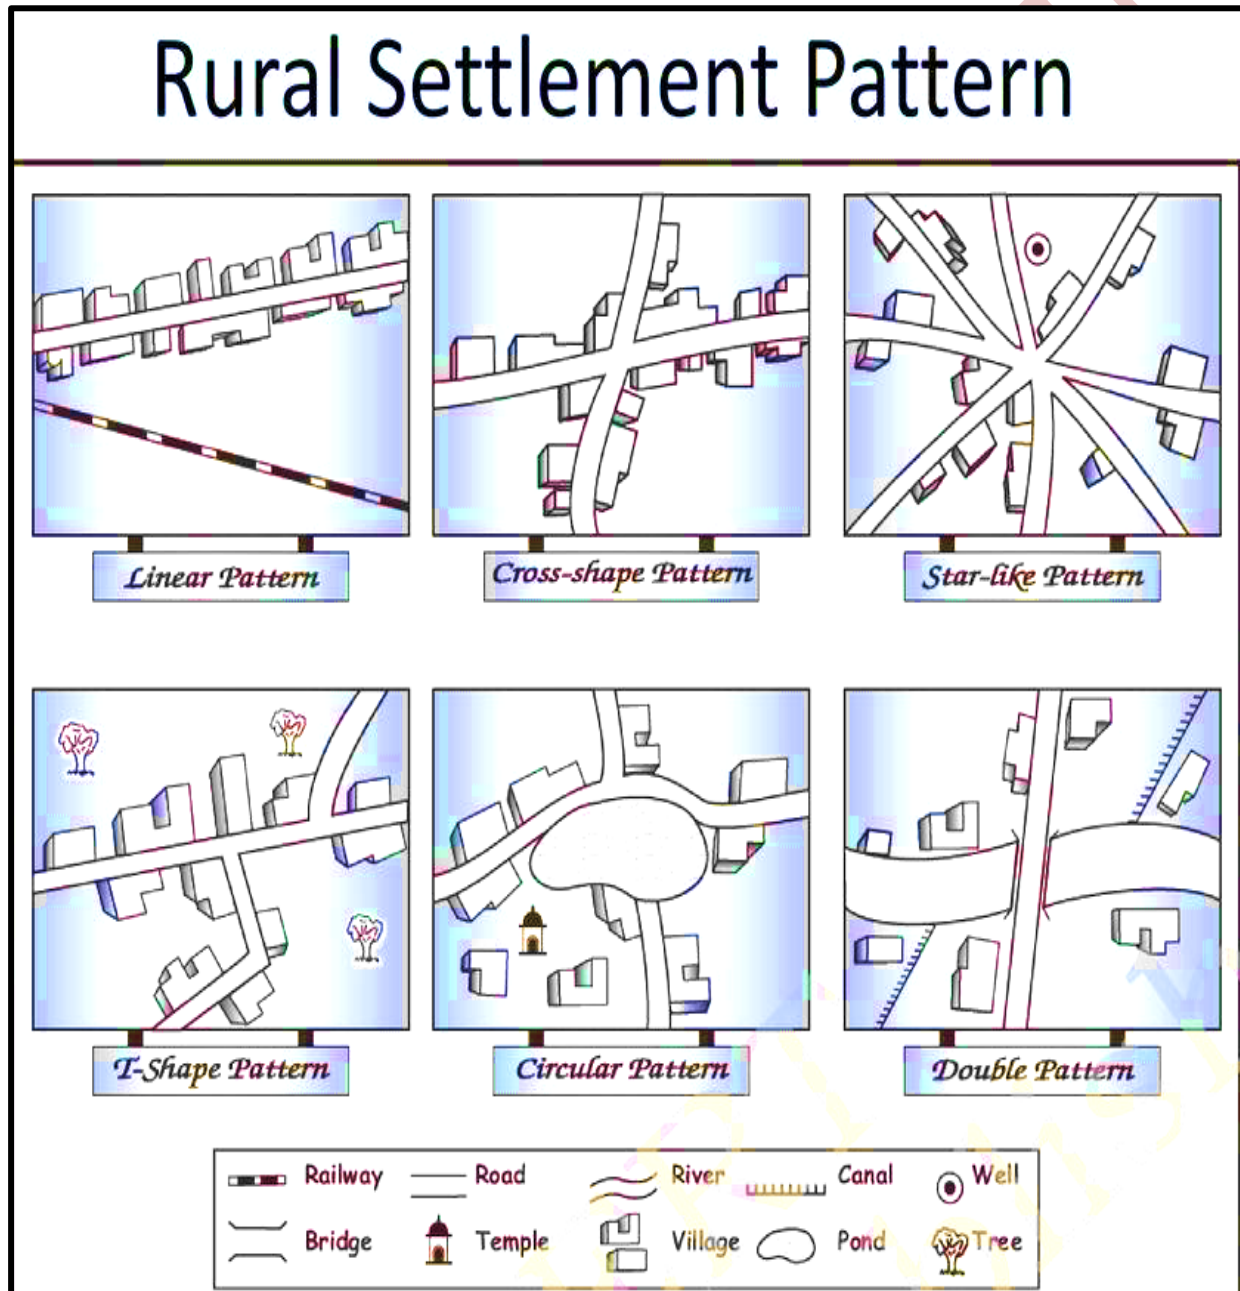 Rural Settlement Pattern
Linear Pattern
Cross-shape Pattern
Star-like Pattern
T-Shape Pattern
Circular Pattern
Double Pattern
Railway Road River Canal Well
Bridge Temple Village Pond Tree